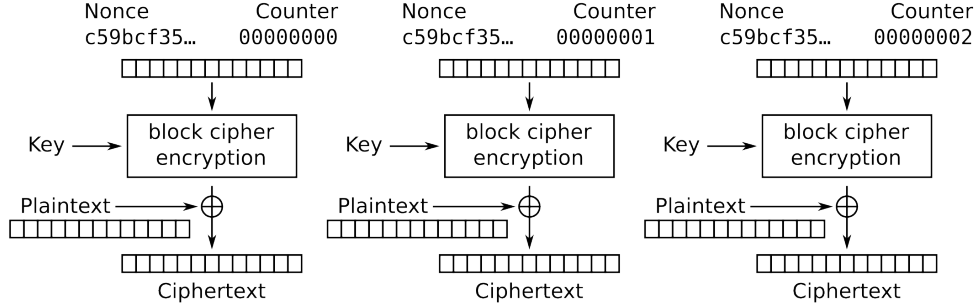 Nonce Counter Nonce Counter Nonce Counter
c59bcf35… 00000000 c59bcf35… 00000001 c59bcf35… 00000002
block cipher block cipher block cipher
Key Key Key
encryption encryption encryption
Plaintext Plaintext Plaintext
Ciphertext Ciphertext Ciphertext